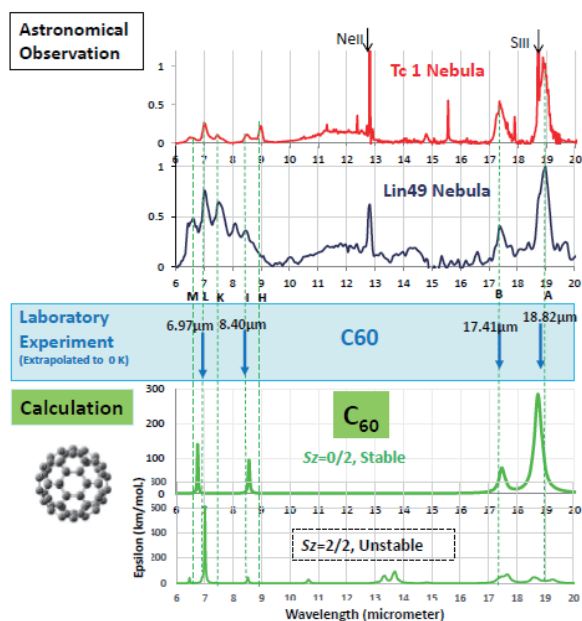 Astronomical
Observation
NeII
SIII
Tc 1 Nebula
1
0.5
0
6 7 8 9 10 11 12 13 14 15 16 17 18 19 20
Lin49 Nebula
1
0.5
0
6 7 8 9 10 11 12 13 14 15 16 17 18 19 20
M L K I H B A
Laboratory
Experiment
(Extrapolated to 0 K)
6.97μm
8.40μm
C60
17.41μm
18.82μm
Calculation
C60
Sz=0/2, Stable
300
200
100
0
6 7 8 9 10 11 12 13 14 15 16 17 18 19 20
Sz=2/2, Unstable
Epsilon (km/moL)
300
500
200
100
0
6 7 8 9 10 11 12 13 14 15 16 17 18 19 20
Wavelength (micrometer)